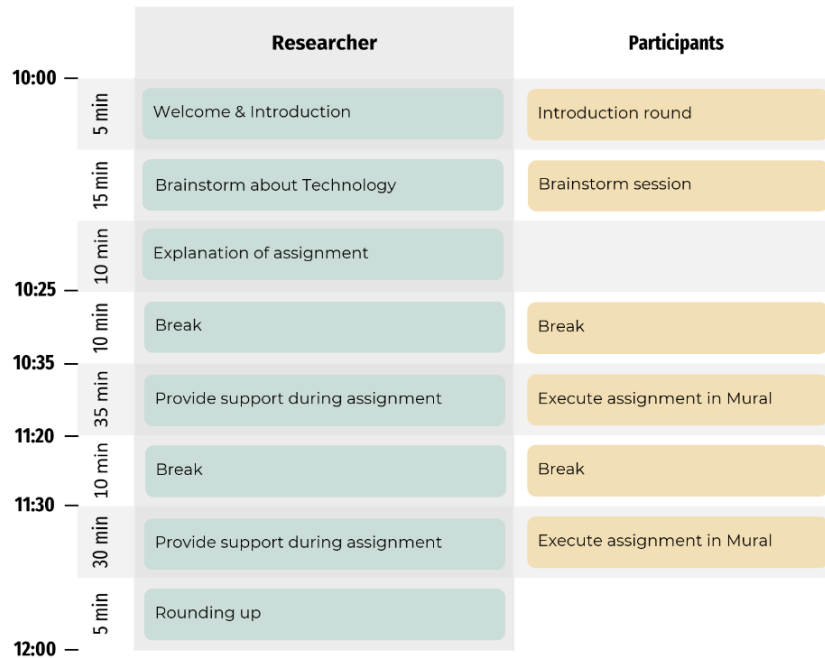 Researcher
Participants
10:00
5 min
Welcome & Introduction
Introduction round
15 min
Brainstorm about Technology
Brainstorm session
10 min
Explanation of assignment
10:25
10 min
Break
Break
10:35
35 min
Provide support during assignment
Execute assignment in Mural
11:20
10 min
Break
Break
11:30
30 min
Provide support during assignment
Execute assignment in Mural
5 min
Rounding up
12:00